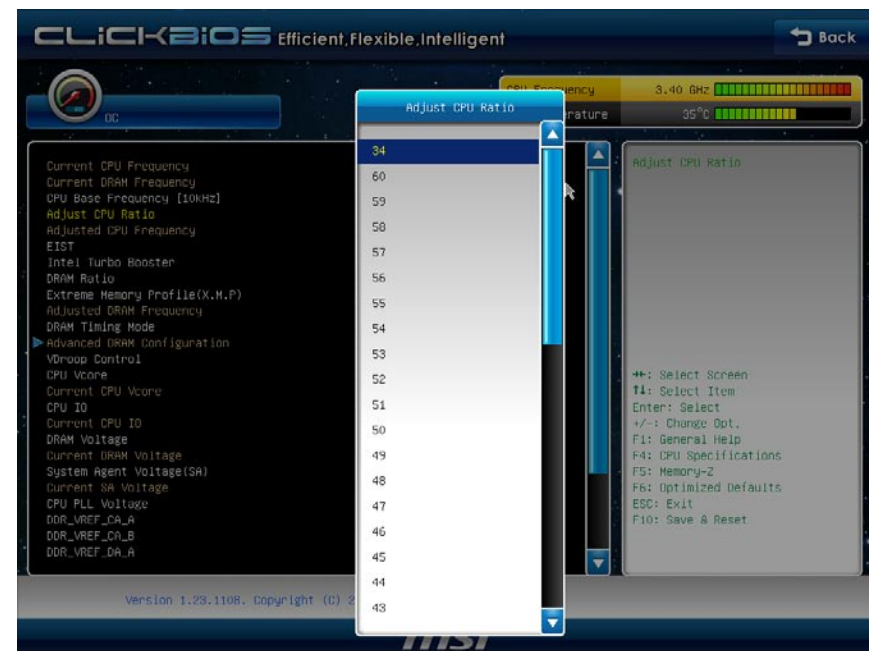 CLiCKBiOS Efficient,Flexible,Intelligent
Back
OC
CPU Frequency 3.40 GHz
erature 35°C
Adjust CPU Ratio
34
60
59
58
57
56
55
54
53
52
51
50
49
48
47
46
45
44
43
Current CPU Frequency
Current DRAM Frequency
CPU Base Frequency [10KHz]
Adjust CPU Ratio
Adjusted CPU Frequency
EIST
Intel Turbo Booster
DRAM Ratio
Extreme Memory Profile(X.M.P)
Adjusted DRAM Frequency
DRAM Timing Mode
Advanced DRAM Configuration
VDroop Control
CPU Vcore
Current CPU Vcore
CPU IO
Current CPU IO
DRAM Voltage
Current DRAM Voltage
System Agent Voltage(SA)
Current SA Voltage
CPU PLL Voltage
DDR_VREF_CA_A
DDR_VREF_CA_B
DDR_VREF_DA_A
Adjust CPU Ratio
→←: Select Screen
↑↓: Select Item
Enter: Select
+/-: Change Opt.
F1: General Help
F4: CPU Specifications
F5: Memory-Z
F6: Optimized Defaults
ESC: Exit
F10: Save & Reset
Version 1.23.1108. Copyright (C) 2
msi